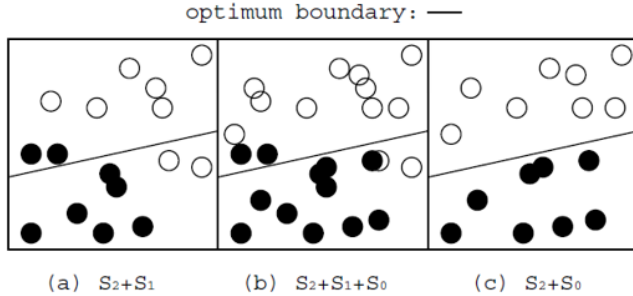 optimum boundary:
(a) S₂+S₁
(b) S₂+S₁+S₀
(c) S₂+S₀